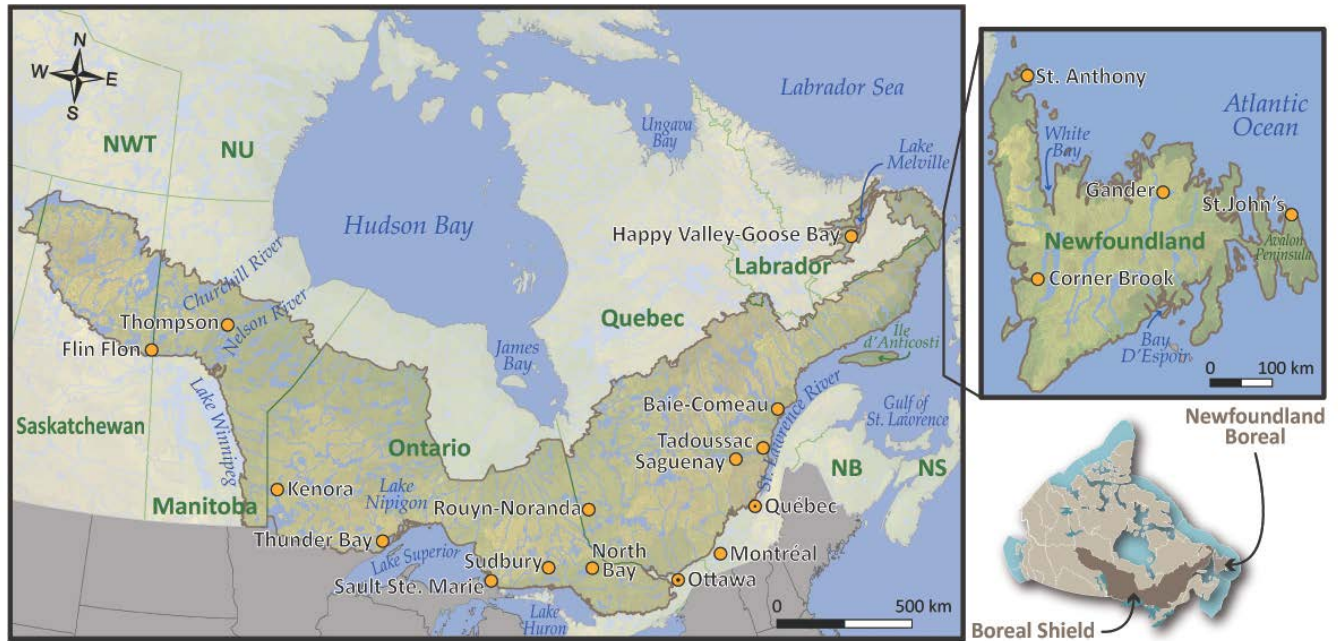 N
W
E
S
NWT
NU
Hudson Bay
Ungava
Bay
Labrador Sea
Lake
Melville
Happy Valley-Goose Bay
Labrador
Churchill River
Nelson River
Thompson
Flin Flon
Quebec
Île
d'Anticosti
James
Bay
Lake Winnipeg
Saskatchewan
Manitoba
Ontario
Baie-Comeau
St. Lawrence River
Gulf of
St. Lawrence
Tadoussac
Saguenay
NB
NS
Kenora
Lake
Nipigon
Rouyn-Noranda
Québec
Thunder Bay
Lake Superior
Sudbury
North
Bay
Montréal
Sault-Ste. Marie
Ottawa
Lake
Huron
0
500 km
St. Anthony
Atlantic
Ocean
White
Bay
Gander
St.John's
Newfoundland
Avalon
Peninsula
Corner Brook
Bay
D'Espoir
0
100 km
Newfoundland
Boreal
Boreal Shield